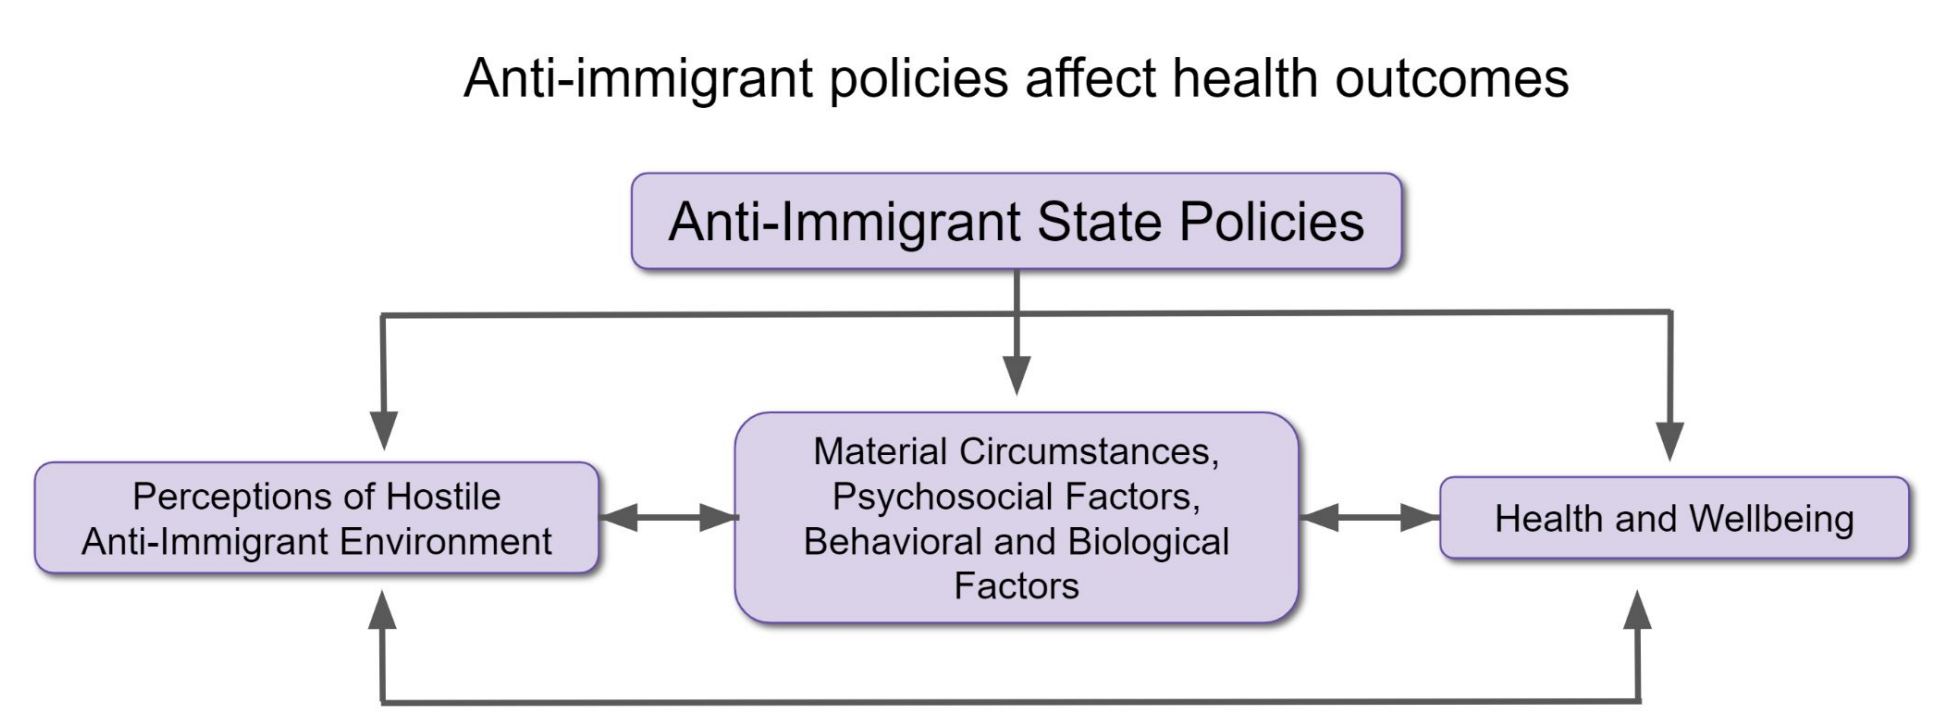 Anti-immigrant policies affect health outcomes
Anti-Immigrant State Policies
Perceptions of Hostile
Anti-Immigrant Environment
Material Circumstances,
Psychosocial Factors,
Behavioral and Biological
Factors
Health and Wellbeing